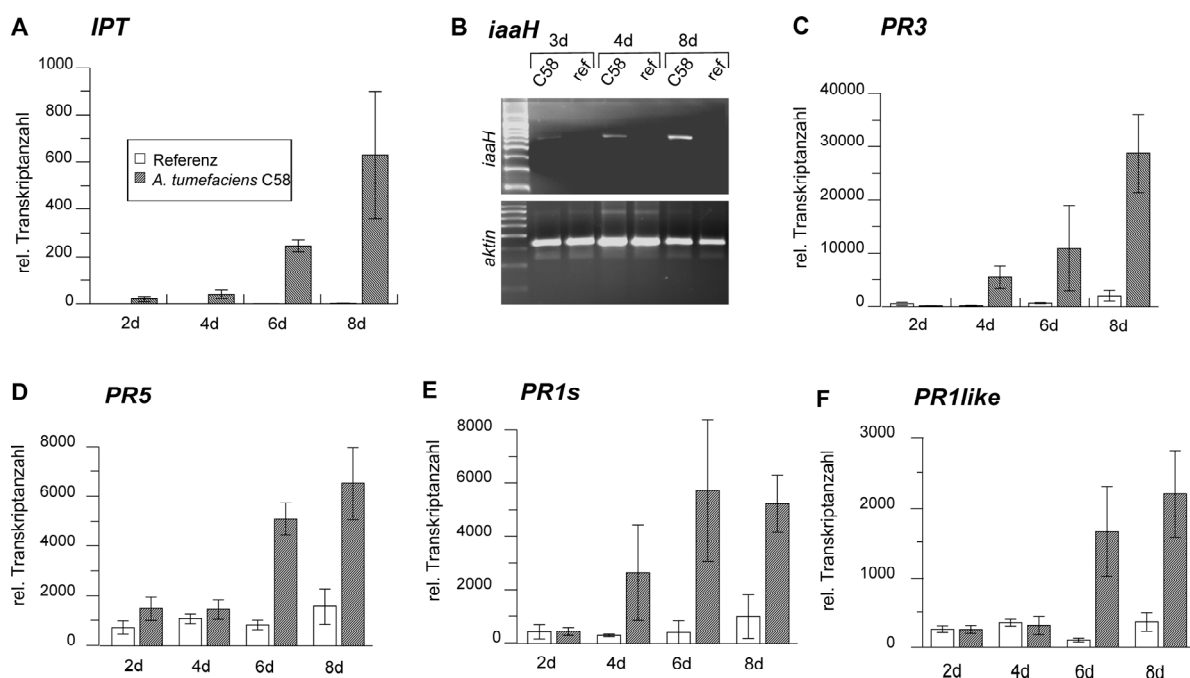 A IPT
rel. Transkriptanzahl
1000
800
600
400
200
0
Referenz
A. tumefaciens C58
2d 4d 6d 8d
B iaaH
3d 4d 8d
C58 ref C58 ref C58 ref
iaaH
aktin
C PR3
rel. Transkriptanzahl
40000
30000
20000
10000
0
2d 4d 6d 8d
D PR5
rel. Transkriptanzahl
8000
6000
4000
2000
0
2d 4d 6d 8d
E PR1s
rel. Transkriptanzahl
8000
6000
4000
2000
0
2d 4d 6d 8d
F PR1like
rel. Transkriptanzahl
3000
2000
1000
0
2d 4d 6d 8d